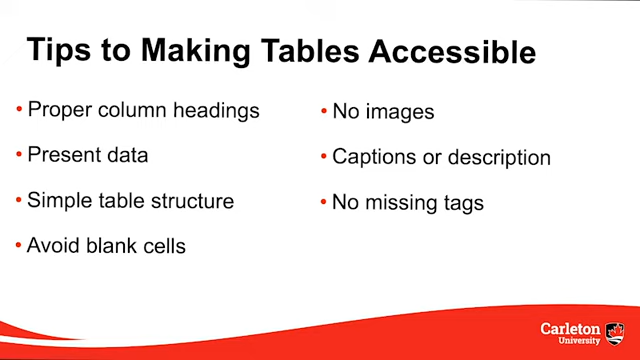 Tips to Making Tables Accessible
• Proper column headings
• Present data
• Simple table structure
• Avoid blank cells
• No images
• Captions or description
• No missing tags
Carleton
University